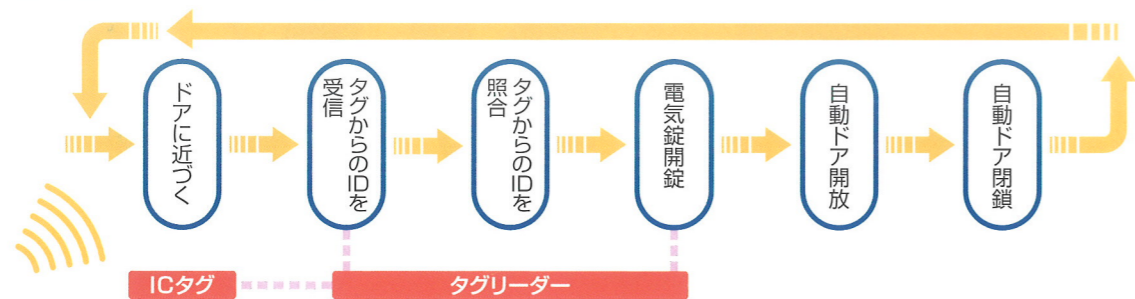 ドアに近づく
タグからのIDを
受信
タグからのIDを
照合
電気錠開錠
自動ドア開放
自動ドア閉鎖
ICタグ
タグリーダー